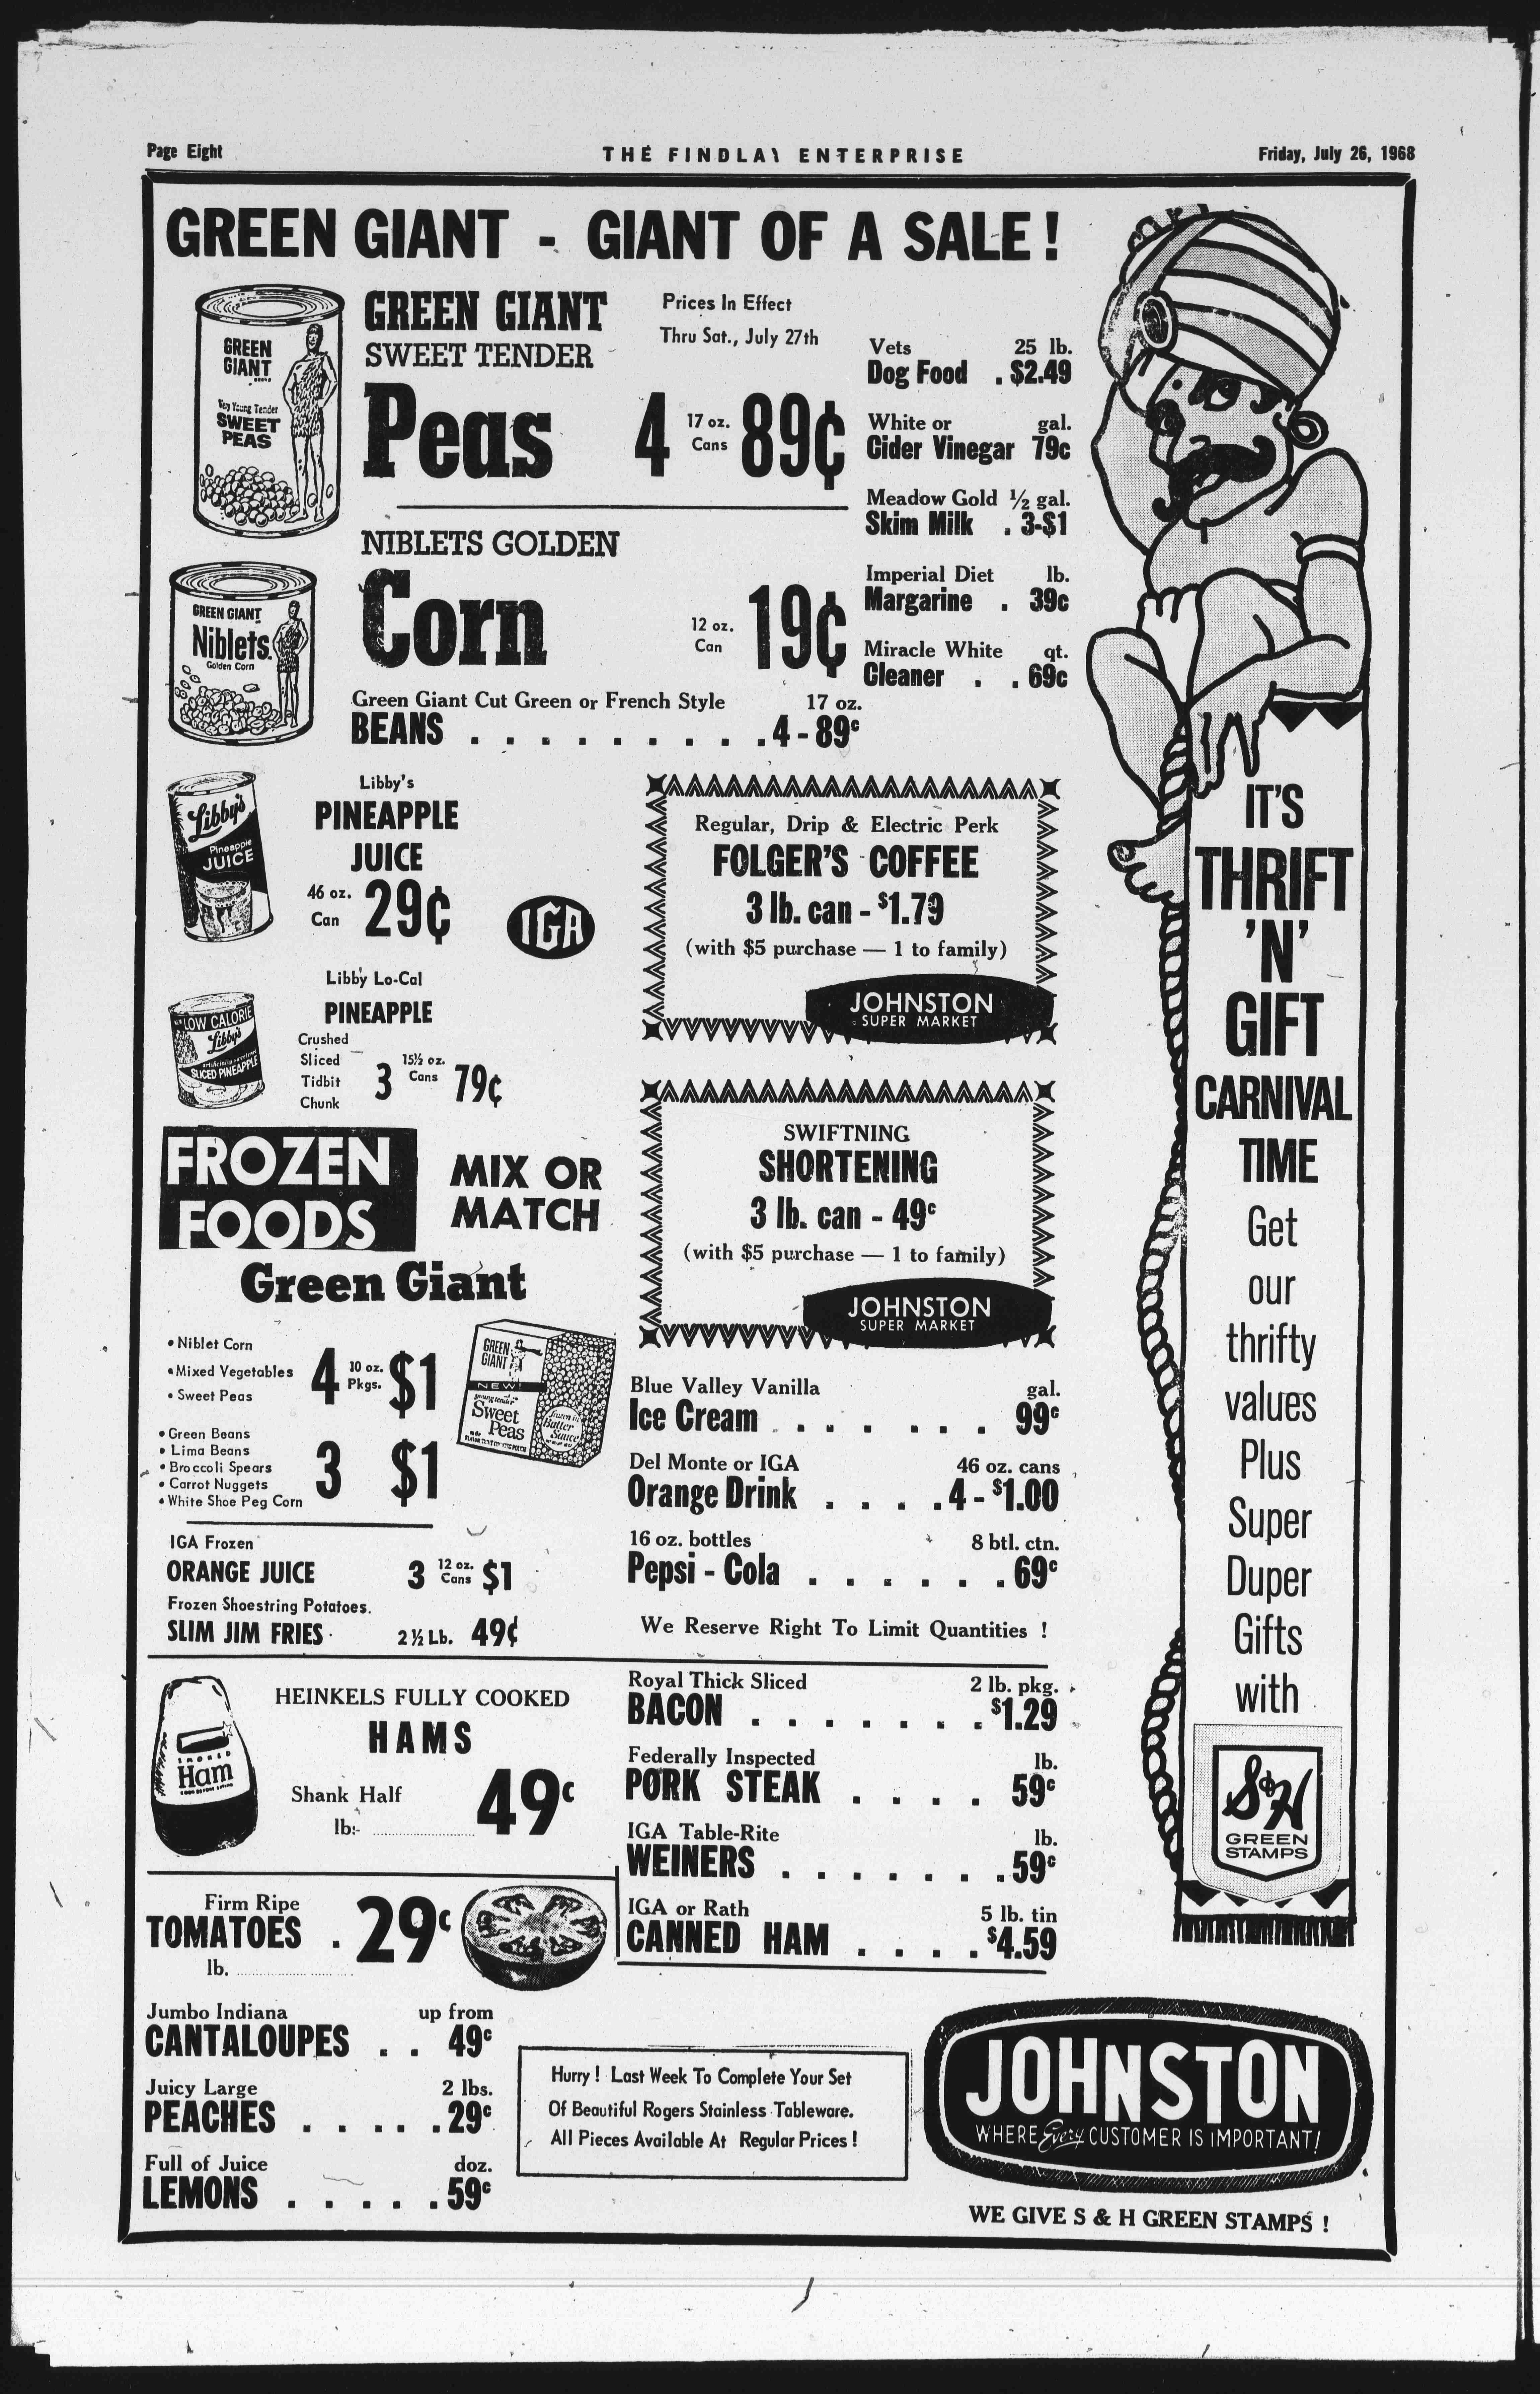 Page Eight
THE FINDLAY ENTERPRISE
Friday, July 26, 1968
GREEN GIANT - GIANT OF A SALE !
GREEN GIANT
Very Young Tender
SWEET
PEAS
GREEN GIANT
SWEET TENDER
Peas 4 17 oz. Cans 89¢
Prices In Effect
Thru Sat., July 27th
NIBLETS GOLDEN
Corn 12 oz. Can 19¢
GREEN GIANT
Niblets
Golden Corn
Green Giant Cut Green or French Style 17 oz.
BEANS . . . . . . . . . . 4 - 89c
Vets 25 lb.
Dog Food . $2.49
White or gal.
Cider Vinegar 79c
Meadow Gold ½ gal.
Skim Milk . 3-$1
Imperial Diet lb.
Margarine . 39c
Miracle White qt.
Cleaner . . 69c
Libby's
Pineapple
JUICE
Libby's
PINEAPPLE
JUICE
46 oz. Can 29¢
IGA
Libby Lo-Cal
PINEAPPLE
Crushed
Sliced
Tidbit
Chunk
3 15½ oz. Cans 79¢
LOW CALORIE
Libby's
artificially sweetened
SLICED PINEAPPLE
Regular, Drip & Electric Perk
FOLGER'S COFFEE
3 lb. can - $1.79
(with $5 purchase — 1 to family)
JOHNSTON
SUPER MARKET
SWIFTNING
SHORTENING
3 lb. can - 49c
(with $5 purchase — 1 to family)
JOHNSTON
SUPER MARKET
FROZEN
FOODS
MIX OR
MATCH
Green Giant
• Niblet Corn
• Mixed Vegetables
• Sweet Peas
4 10 oz. Pkgs. $1
• Green Beans
• Lima Beans
• Broccoli Spears
• Carrot Nuggets
• White Shoe Peg Corn
3 $1
GREEN
GIANT
NEW!
Sweet
Peas
frozen in
Butter
Sauce
IGA Frozen
ORANGE JUICE 3 12 oz. Cans $1
Frozen Shoestring Potatoes.
SLIM JIM FRIES 2½ Lb. 49¢
Blue Valley Vanilla gal.
Ice Cream . . . . . . 99c
Del Monte or IGA 46 oz. cans
Orange Drink . . . . 4 - $1.00
16 oz. bottles 8 btl. ctn.
Pepsi - Cola . . . . . . 69c
We Reserve Right To Limit Quantities !
SMOKED
Ham
HEINKELS FULLY COOKED
HAMS
Shank Half
lb: 49c
Royal Thick Sliced 2 lb. pkg.
BACON . . . . . . . $1.29
Federally Inspected lb.
PORK STEAK . . . . 59c
IGA Table-Rite lb.
WEINERS . . . . . . . 59c
IGA or Rath 5 lb. tin
CANNED HAM . . . . $4.59
Firm Ripe
TOMATOES . 29c
lb.
Jumbo Indiana up from
CANTALOUPES . . 49c
Juicy Large 2 lbs.
PEACHES . . . . . 29c
Full of Juice doz.
LEMONS . . . . . 59c
Hurry ! Last Week To Complete Your Set
Of Beautiful Rogers Stainless Tableware.
All Pieces Available At Regular Prices !
IT'S
THRIFT
'N'
GIFT
CARNIVAL
TIME
Get
our
thrifty
values
Plus
Super
Duper
Gifts
with
S&H
GREEN
STAMPS
JOHNSTON
WHERE Every CUSTOMER IS IMPORTANT!
WE GIVE S & H GREEN STAMPS !